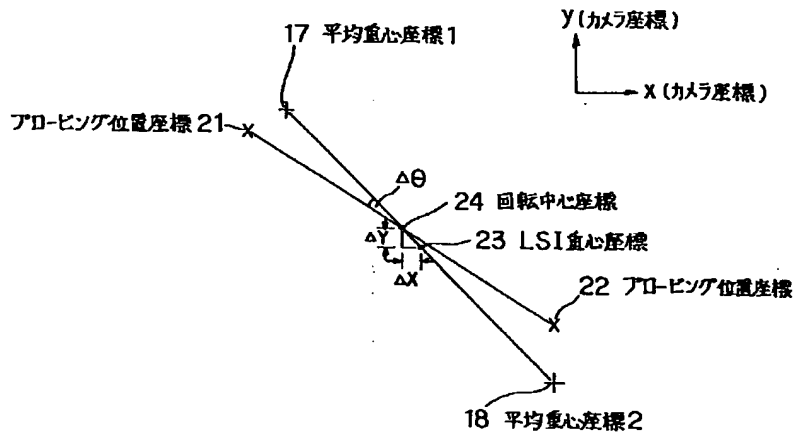 17 平均重心座標1
Y (カメラ座標)
X (カメラ座標)
プロービング位置座標 21
Δθ
24 回転中心座標
ΔY
23 LSI重心座標
ΔX
22 プロービング位置座標
18 平均重心座標2